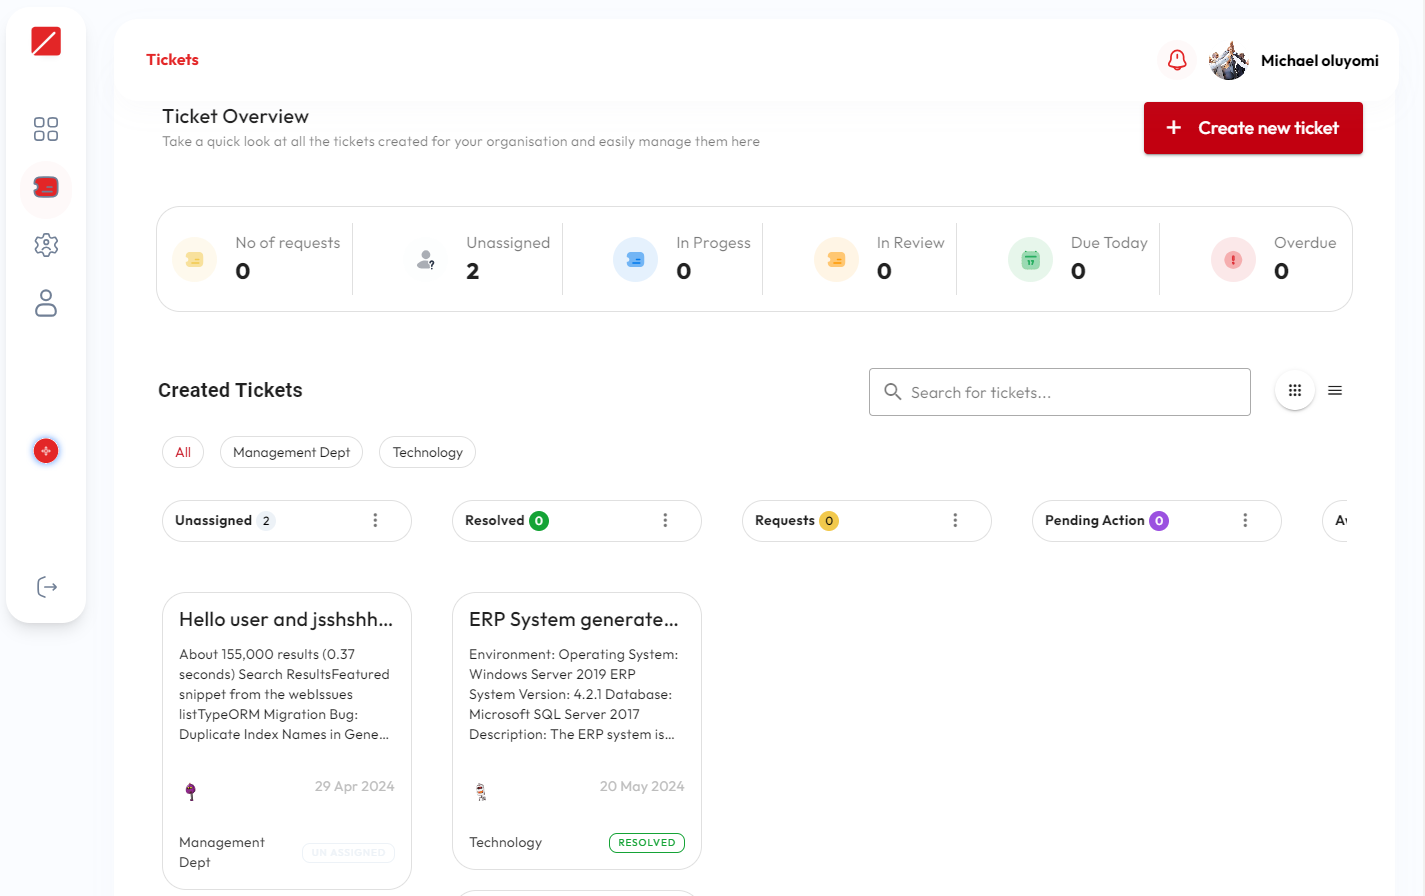 Tickets
Michael oluyomi
Ticket Overview
Take a quick look at all the tickets created for your organisation and easily manage them here
+ Create new ticket
No of requests
0
Unassigned
2
In Progess
0
In Review
0
Due Today
0
Overdue
0
Created Tickets
Search for tickets...
All
Management Dept
Technology
Unassigned 2
Resolved 0
Requests 0
Pending Action 0
Hello user and jsshshh...
About 155,000 results (0.37
seconds) Search ResultsFeatured
snippet from the webIssues
listTypeORM Migration Bug:
Duplicate Index Names in Gene...
29 Apr 2024
Management
Dept
UN ASSIGNED
ERP System generate...
Environment: Operating System:
Windows Server 2019 ERP
System Version: 4.2.1 Database:
Microsoft SQL Server 2017
Description: The ERP system is...
20 May 2024
Technology
RESOLVED